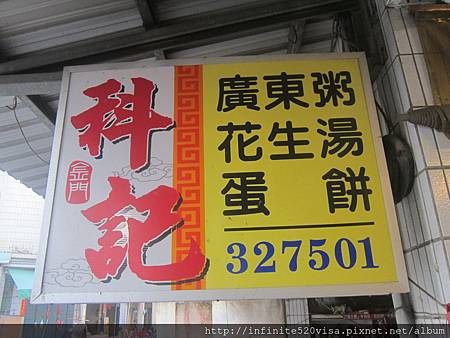 科記
金門
廣東粥
花生湯
蛋餅
327501
http://infinite520visa.pixnet.net/album